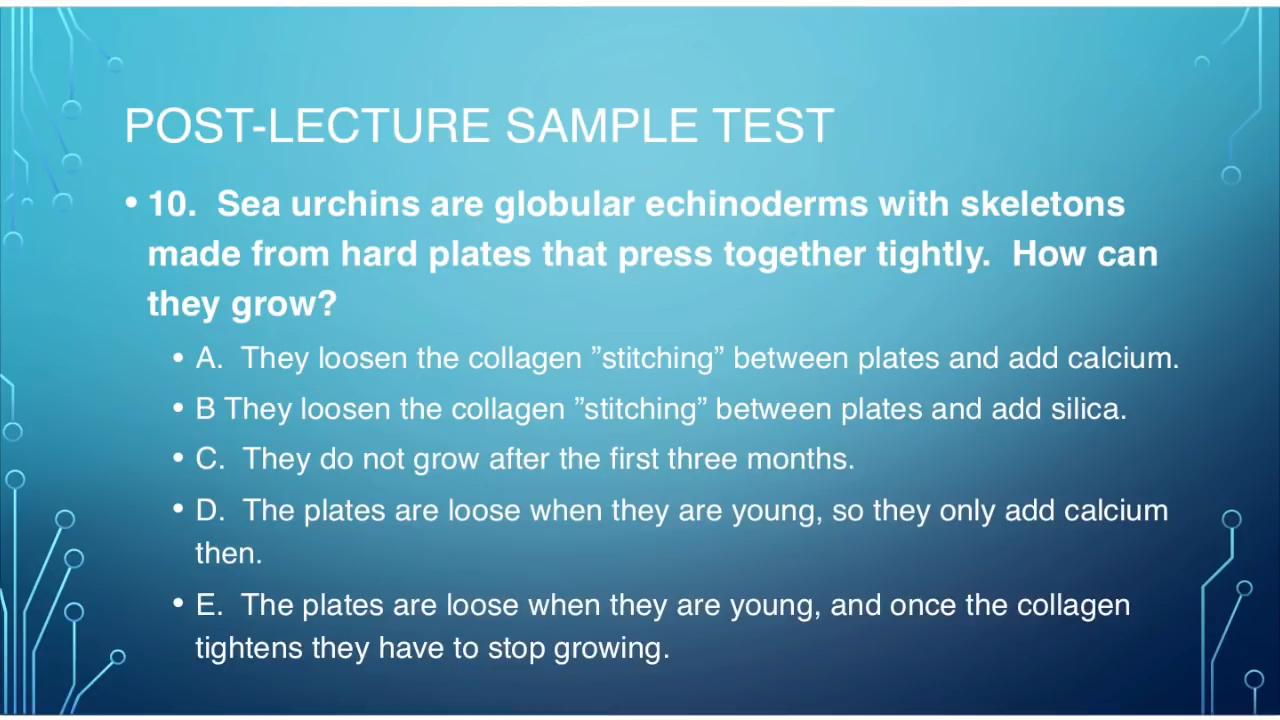 POST-LECTURE SAMPLE TEST
• 10.  Sea urchins are globular echinoderms with skeletons
made from hard plates that press together tightly.  How can
they grow?
• A.  They loosen the collagen ”stitching” between plates and add calcium.
• B They loosen the collagen ”stitching” between plates and add silica.
• C.  They do not grow after the first three months.
• D.  The plates are loose when they are young, so they only add calcium
then.
• E.  The plates are loose when they are young, and once the collagen
tightens they have to stop growing.